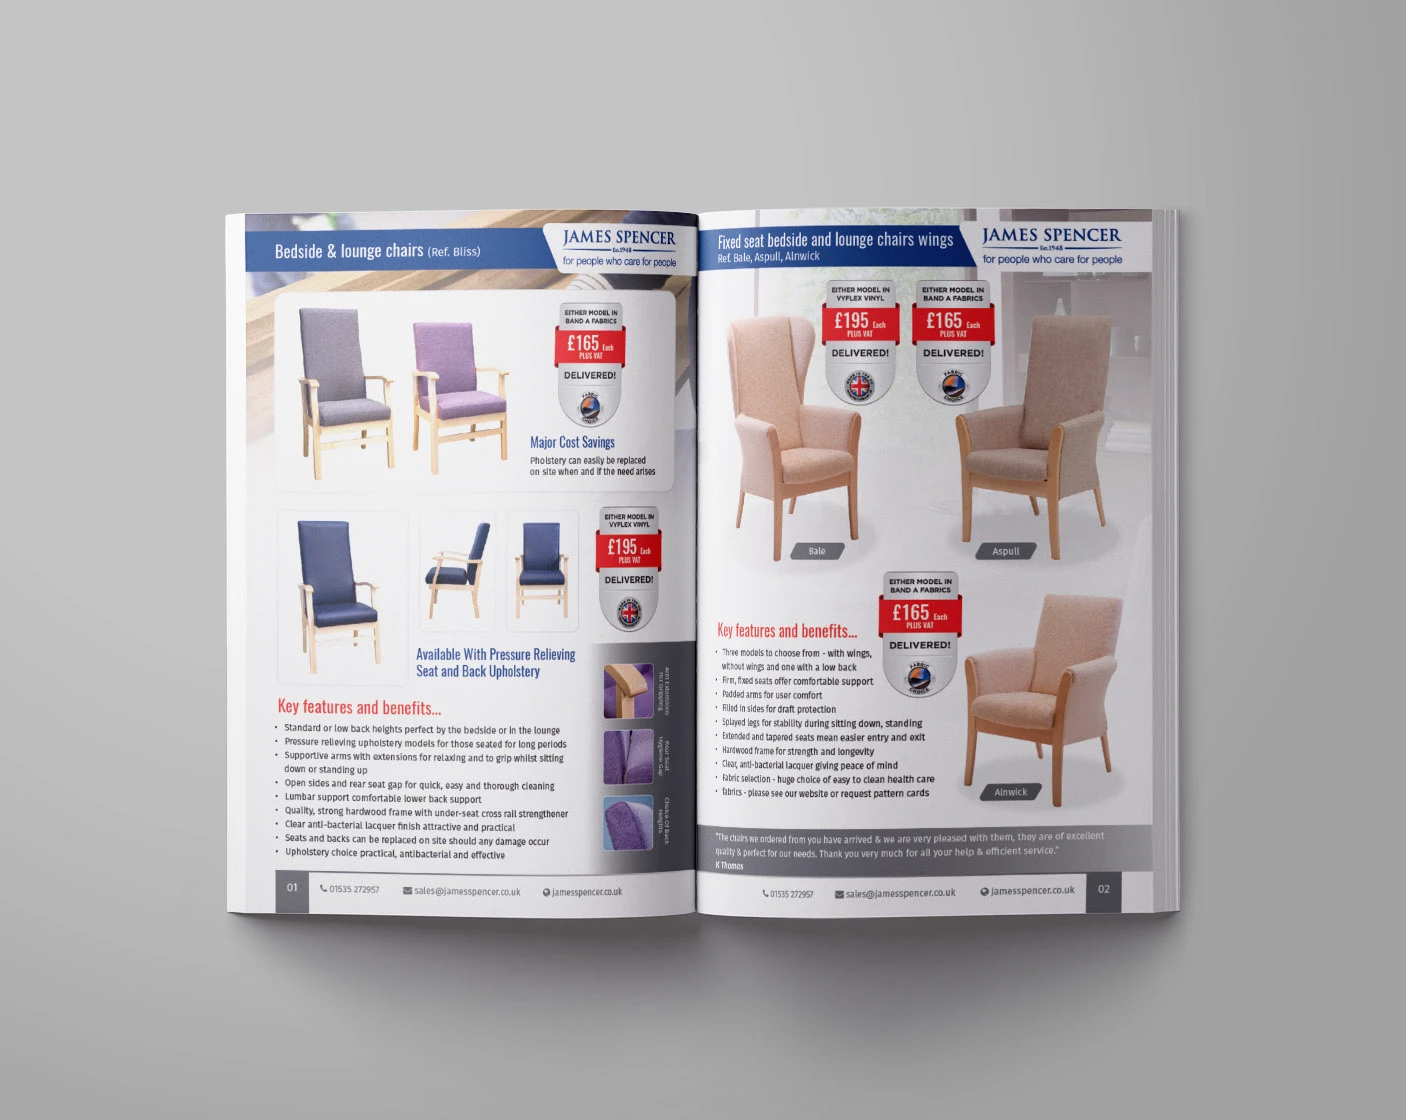 Bedside & lounge chairs (Ref. Bliss)
JAMES SPENCER
Est.1948
for people who care for people
EITHER MODEL IN
BAND A FABRICS
£165 Each
PLUS VAT
DELIVERED!
FABRIC
CHOICE
Major Cost Savings
Pholstery can easily be replaced
on site when and if the need arises
EITHER MODEL IN
VYFLEX VINYL
£195 Each
PLUS VAT
DELIVERED!
Available With Pressure Relieving
Seat and Back Upholstery
Arm Extensions
For Gripping
Rear Seat
Hygiene Gap
Choice of Back
Heights
Key features and benefits...
• Standard or low back heights perfect by the bedside or in the lounge
• Pressure relieving upholstery models for those seated for long periods
• Supportive arms with extensions for relaxing and to grip whilst sitting
down or standing up
• Open sides and rear seat gap for quick, easy and thorough cleaning
• Lumbar support comfortable lower back support
• Quality, strong hardwood frame with under-seat cross rail strengthener
• Clear anti-bacterial lacquer finish attractive and practical
• Seats and backs can be replaced on site should any damage occur
• Upholstery choice practical, antibacterial and effective
01
01535 272957
sales@jamesspencer.co.uk
jamesspencer.co.uk
Fixed seat bedside and lounge chairs wings
Ref. Bale, Aspull, Alnwick
JAMES SPENCER
Est.1948
for people who care for people
EITHER MODEL IN
VYFLEX VINYL
£195 Each
PLUS VAT
DELIVERED!
EITHER MODEL IN
BAND A FABRICS
£165 Each
PLUS VAT
DELIVERED!
FABRIC
CHOICE
Bale
Aspull
EITHER MODEL IN
BAND A FABRICS
£165 Each
PLUS VAT
DELIVERED!
FABRIC
CHOICE
Alnwick
Key features and benefits...
• Three models to choose from - with wings,
without wings and one with a low back
• Firm, fixed seats offer comfortable support
• Padded arms for user comfort
• Filled in sides for draft protection
• Splayed legs for stability during sitting down, standing
• Extended and tapered seats mean easier entry and exit
• Hardwood frame for strength and longevity
• Clear, anti-bacterial lacquer giving peace of mind
• Fabric selection - huge choice of easy to clean health care
• fabrics - please see our website or request pattern cards
"The chairs we ordered from you have arrived & we are very pleased with them, they are of excellent
quality & perfect for our needs. Thank you very much for all your help & efficient service."
K Thomas
01535 272957
sales@jamesspencer.co.uk
jamesspencer.co.uk
02